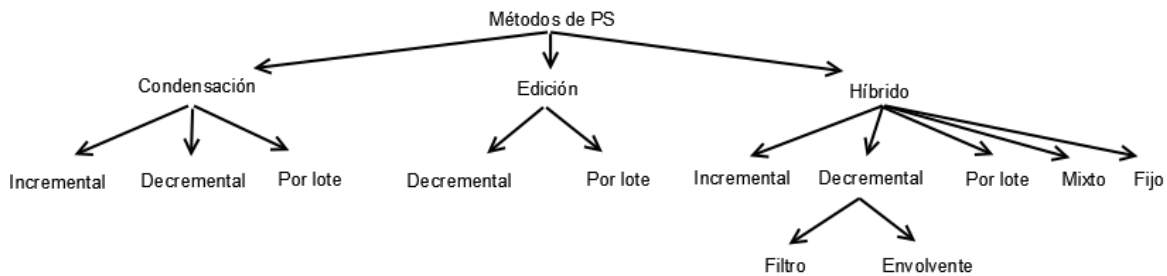 Métodos de PS
Condensación
Edición
Híbrido
Incremental
Decremental
Por lote
Decremental
Por lote
Incremental
Decremental
Por lote
Mixto
Fijo
Filtro
Envolvente